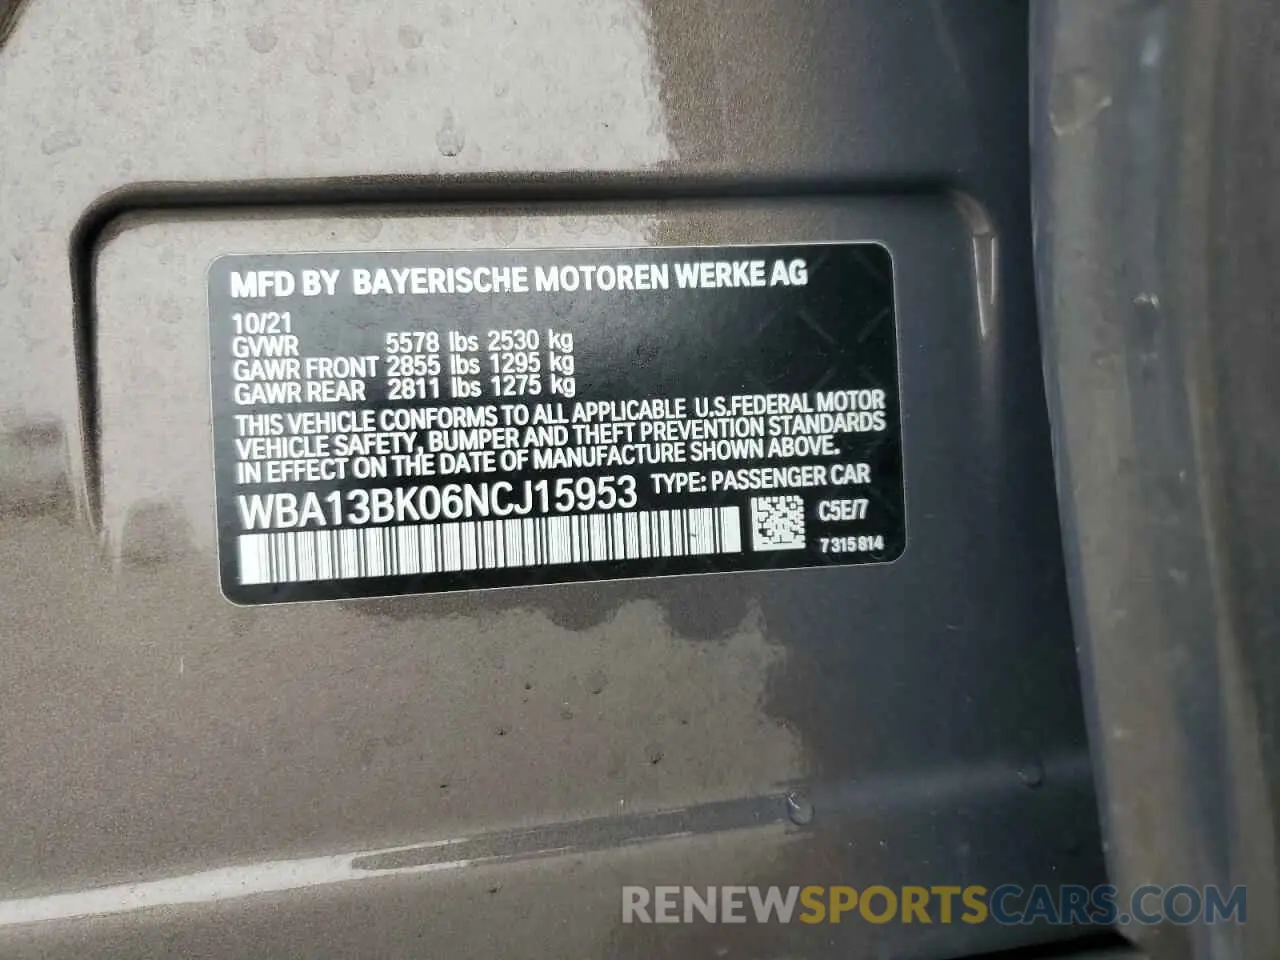 MFD BY BAYERISCHE MOTOREN WERKE AG
10/21
GVWR 5578 lbs 2530 kg
GAWR FRONT 2855 lbs 1295 kg
GAWR REAR 2811 lbs 1275 kg
THIS VEHICLE CONFORMS TO ALL APPLICABLE U.S.FEDERAL MOTOR
VEHICLE SAFETY, BUMPER AND THEFT PREVENTION STANDARDS
IN EFFECT ON THE DATE OF MANUFACTURE SHOWN ABOVE.
WBA13BK06NCJ15953 TYPE: PASSENGER CAR
C5E/7
7315814
RENEWSPORTSCARS.COM